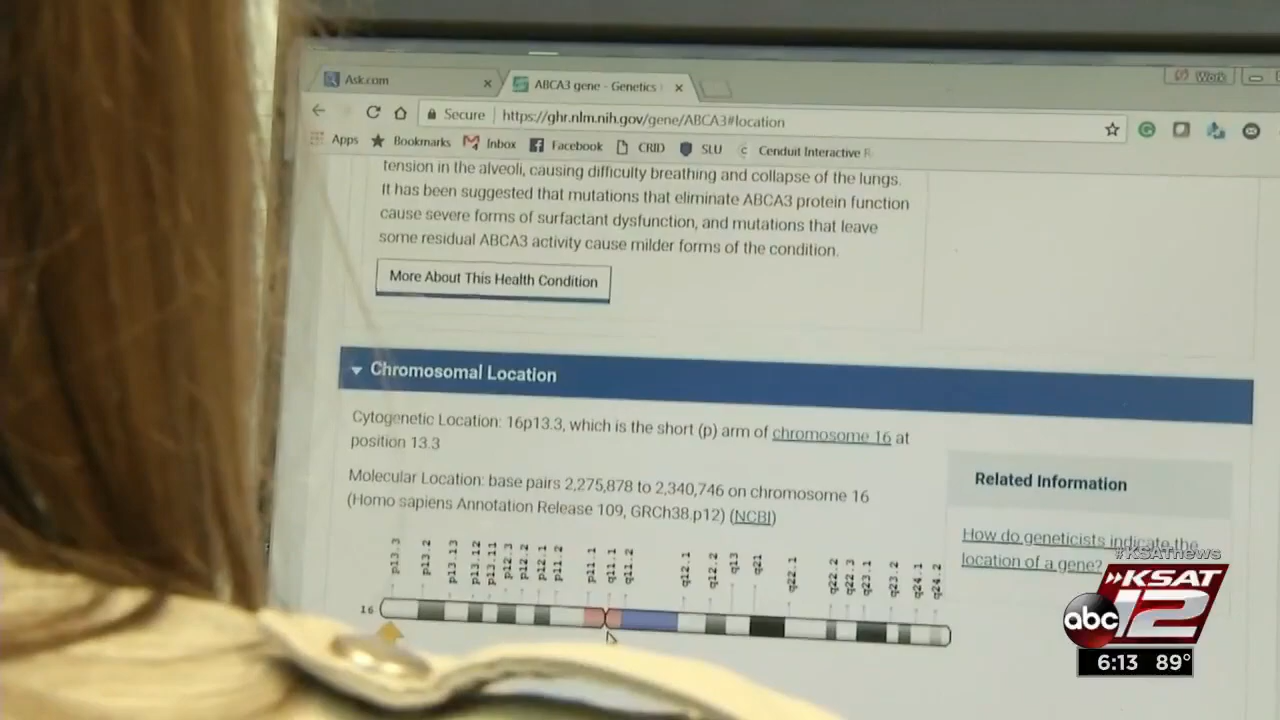 Ask.com
ABCA3 gene - Genetics
Work
Secure
https://ghr.nlm.nih.gov/gene/ABCA3#location
Apps Bookmarks Inbox Facebook CRID SLU Cenduit Interactive R
tension in the alveoli, causing difficulty breathing and collapse of the lungs.
It has been suggested that mutations that eliminate ABCA3 protein function
cause severe forms of surfactant dysfunction, and mutations that leave
some residual ABCA3 activity cause milder forms of the condition.
More About This Health Condition
Chromosomal Location
Cytogenetic Location: 16p13.3, which is the short (p) arm of chromosome 16 at
position 13.3
Molecular Location: base pairs 2,275,878 to 2,340,746 on chromosome 16
(Homo sapiens Annotation Release 109, GRCh38.p12) (NCBI)
Related Information
How do geneticists indicate the
location of a gene?
p13.3 p13.2 p13.13 p13.12 p13.11 p12.3 p12.2 p12.1 p11.2 p11.1 q11.1 q11.2 q12.1 q12.2 q13 q21 q22.1 q22.2 q22.3 q23.1 q23.2 q24.1 q24.2
16
#KSATnews
KSAT
abc 12
6:13 89°